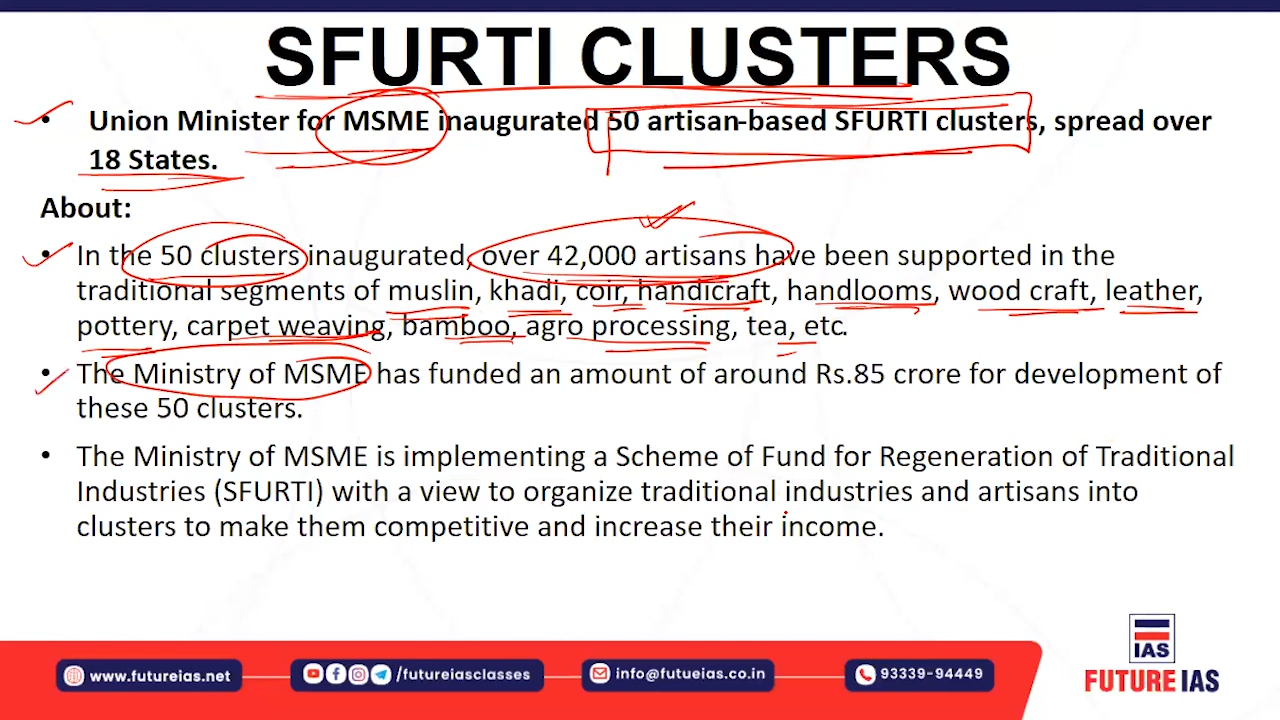 SFURTI CLUSTERS
• Union Minister for MSME inaugurated 50 artisan-based SFURTI clusters, spread over
18 States.
About:
• In the 50 clusters inaugurated, over 42,000 artisans have been supported in the
traditional segments of muslin, khadi, coir, handicraft, handlooms, wood craft, leather,
pottery, carpet weaving, bamboo, agro processing, tea, etc.
• The Ministry of MSME has funded an amount of around Rs.85 crore for development of
these 50 clusters.
• The Ministry of MSME is implementing a Scheme of Fund for Regeneration of Traditional
Industries (SFURTI) with a view to organize traditional industries and artisans into
clusters to make them competitive and increase their income.
www.futureias.net
/futureiasclasses
info@futueias.co.in
93339-94449
IAS
FUTURE IAS